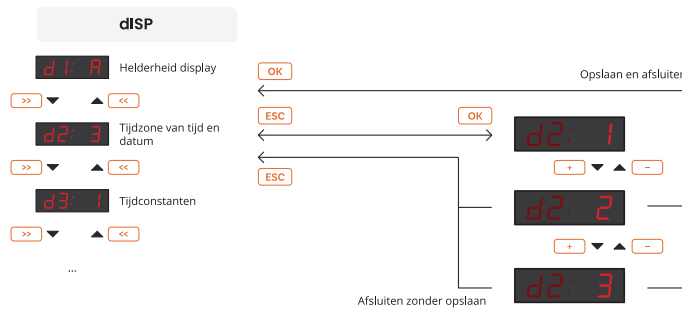 dISP
d1: A
Helderheid display
OK
Opslaan en afsluiten
>>
<<
ESC
OK
d2: 3
Tijdzone van tijd en
datum
d2: 1
>>
<<
ESC
+
−
d3: 1
Tijdconstanten
d2: 2
>>
<<
+
−
...
d2: 3
Afsluiten zonder opslaan